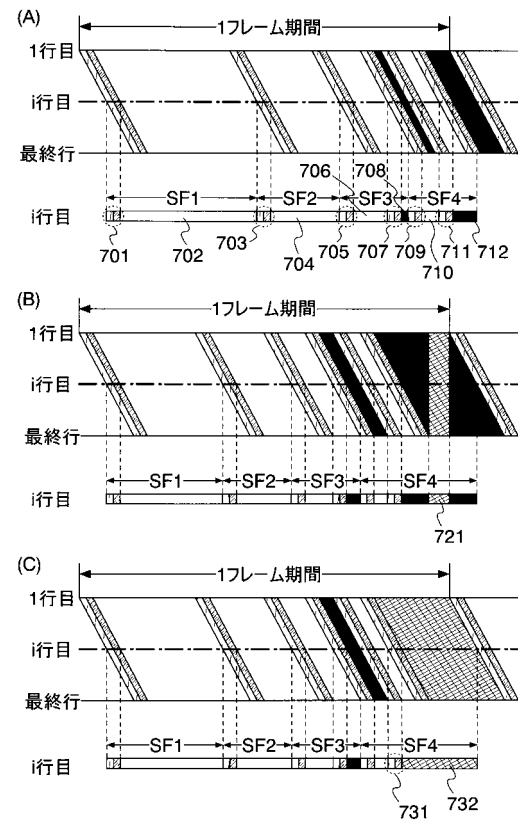 (A)
1フレーム期間
1行目
i行目
最終行
706 708
SF1 SF2 SF3 SF4
i行目
701 702 703 704 705 707 709 710 711 712
(B)
1フレーム期間
1行目
i行目
最終行
SF1 SF2 SF3 SF4
i行目
721
(C)
1フレーム期間
1行目
i行目
最終行
SF1 SF2 SF3 SF4
i行目
731 732